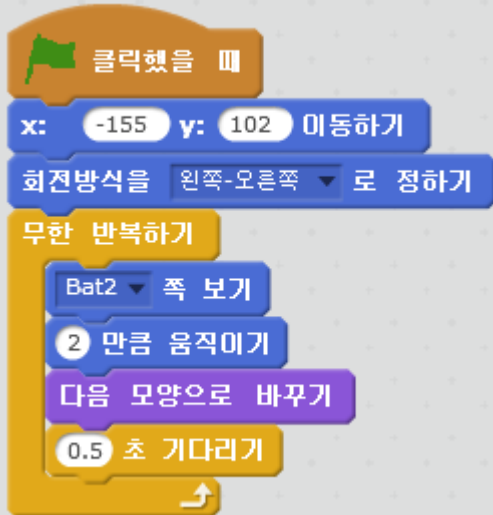 클릭했을 때
x: -155 y: 102 이동하기
회전방식을 왼쪽-오른쪽 로 정하기
무한 반복하기
Bat2 쪽 보기
2 만큼 움직이기
다음 모양으로 바꾸기
0.5 초 기다리기